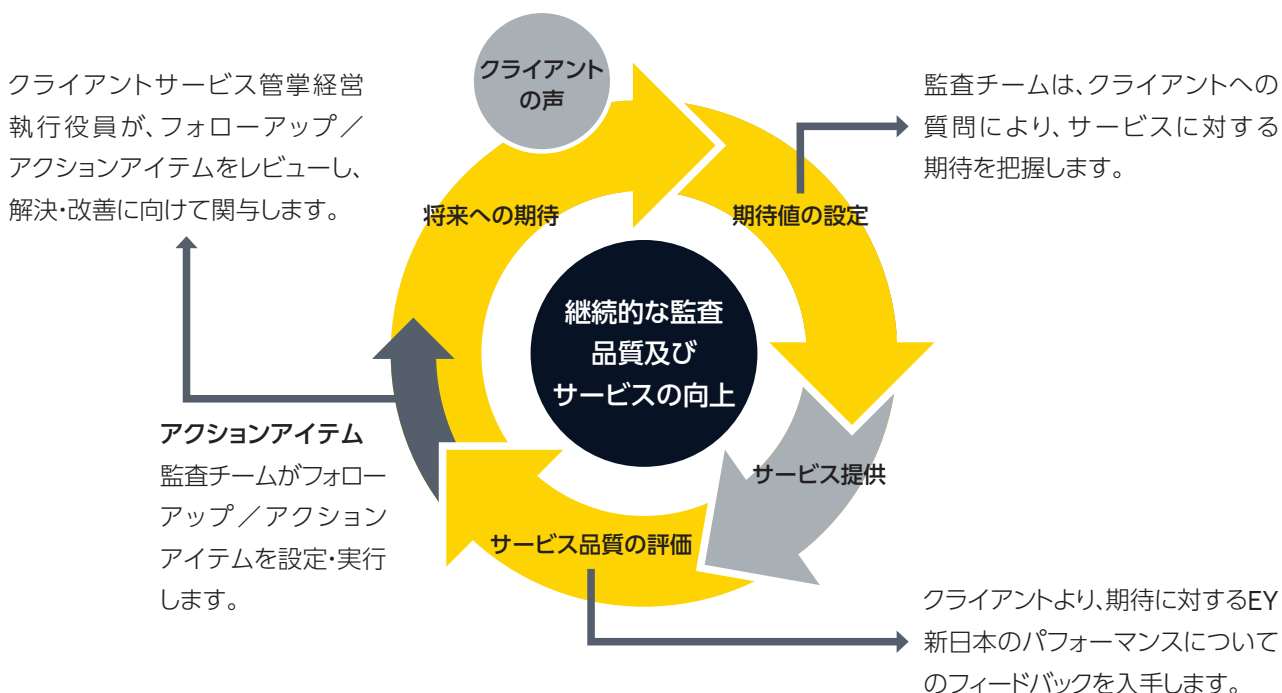 クライアント
の声
クライアントサービス管掌経営
執行役員が、フォローアップ／
アクションアイテムをレビューし、
解決・改善に向けて関与します。
監査チームは、クライアントへの
質問により、サービスに対する
期待を把握します。
将来への期待
期待値の設定
継続的な監査
品質及び
サービスの向上
アクションアイテム
監査チームがフォロー
アップ／アクション
アイテムを設定・実行
します。
サービス提供
サービス品質の評価
クライアントより、期待に対するEY
新日本のパフォーマンスについて
のフィードバックを入手します。